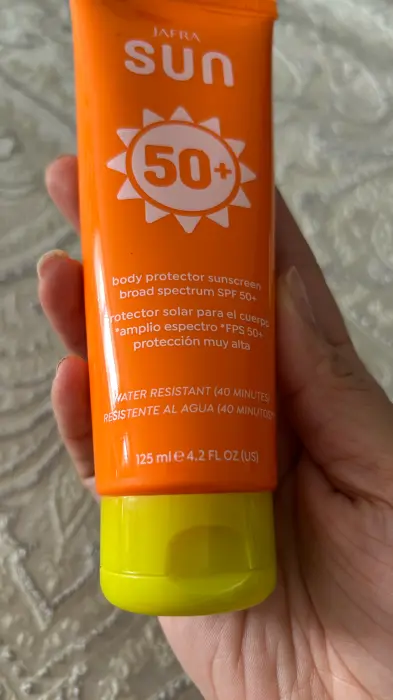 JAFRA
SUN
50+
body protector sunscreen
broad spectrum SPF 50+
protector solar para el cuerpo
*amplio espectro *FPS 50+
protección muy alta
WATER RESISTANT (40 MINUTES)
RESISTENTE AL AGUA (40 MINUTOS)*
125 ml e 4.2 FL OZ (US)